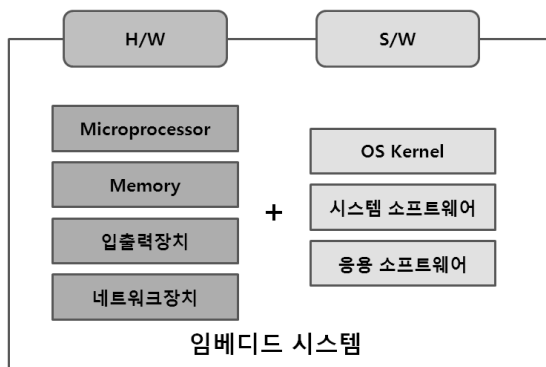 H/W
S/W
Microprocessor
Memory
입출력장치
네트워크장치
+
OS Kernel
시스템 소프트웨어
응용 소프트웨어
임베디드 시스템